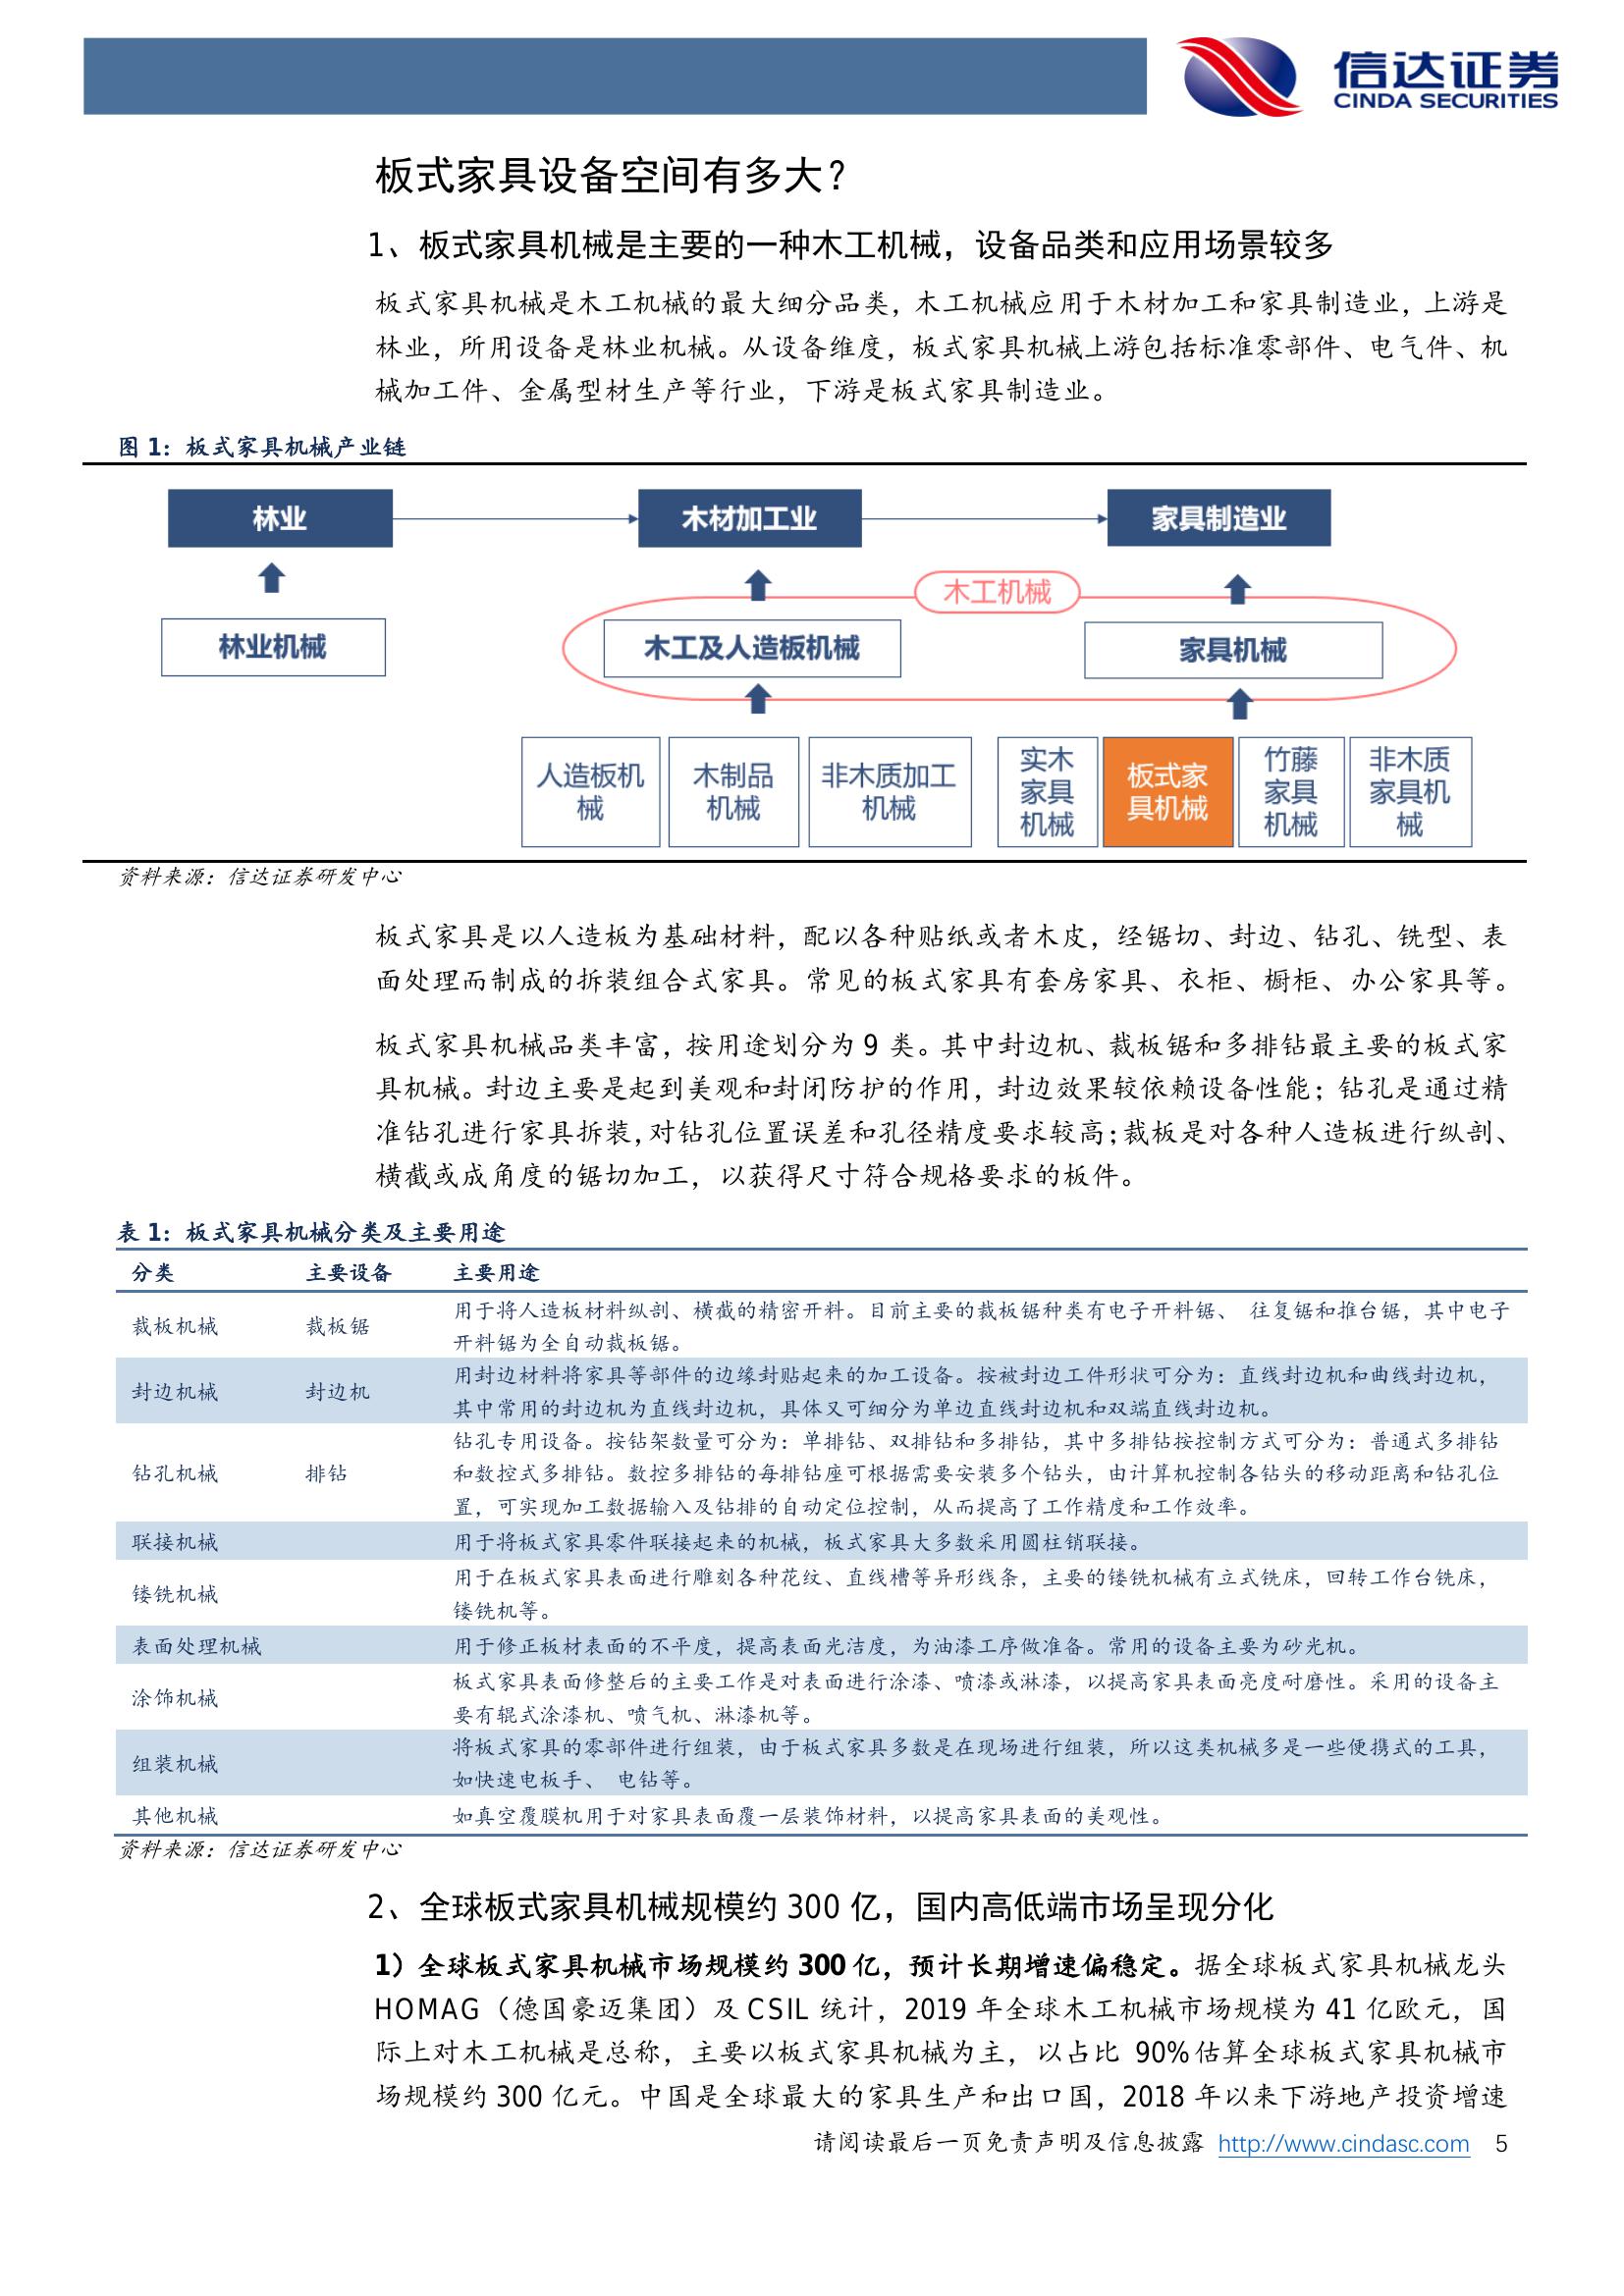 信达证券
CINDA SECURITIES
板式家具设备空间有多大？
1、板式家具机械是主要的一种木工机械，设备品类和应用场景较多
板式家具机械是木工机械的最大细分品类，木工机械应用于木材加工和家具制造业，上游是
林业，所用设备是林业机械。从设备维度，板式家具机械上游包括标准零部件、电气件、机
械加工件、金属型材生产等行业，下游是板式家具制造业。
图 1：板式家具机械产业链
林业
木材加工业
家具制造业
木工机械
林业机械
木工及人造板机械
家具机械
人造板机
械
木制品
机械
非木质加工
机械
实木
家具
机械
板式家
具机械
竹藤
家具
机械
非木质
家具机
械
资料来源：信达证券研发中心
板式家具是以人造板为基础材料，配以各种贴纸或者木皮，经锯切、封边、钻孔、铣型、表
面处理而制成的拆装组合式家具。常见的板式家具有套房家具、衣柜、橱柜、办公家具等。
板式家具机械品类丰富，按用途划分为 9 类。其中封边机、裁板锯和多排钻最主要的板式家
具机械。封边主要是起到美观和封闭防护的作用，封边效果较依赖设备性能；钻孔是通过精
准钻孔进行家具拆装，对钻孔位置误差和孔径精度要求较高；裁板是对各种人造板进行纵剖、
横截或成角度的锯切加工，以获得尺寸符合规格要求的板件。
表 1：板式家具机械分类及主要用途
分类 主要设备 主要用途
裁板机械 裁板锯 用于将人造板材料纵剖、横截的精密开料。目前主要的裁板锯种类有电子开料锯、 往复锯和推台锯，其中电子
开料锯为全自动裁板锯。
封边机械 封边机 用封边材料将家具等部件的边缘封贴起来的加工设备。按被封边工件形状可分为：直线封边机和曲线封边机，
其中常用的封边机为直线封边机，具体又可细分为单边直线封边机和双端直线封边机。
钻孔机械 排钻 钻孔专用设备。按钻架数量可分为：单排钻、双排钻和多排钻，其中多排钻按控制方式可分为：普通式多排钻
和数控式多排钻。数控多排钻的每排钻座可根据需要安装多个钻头，由计算机控制各钻头的移动距离和钻孔位
置，可实现加工数据输入及钻排的自动定位控制，从而提高了工作精度和工作效率。
联接机械 用于将板式家具零件联接起来的机械，板式家具大多数采用圆柱销联接。
镂铣机械 用于在板式家具表面进行雕刻各种花纹、直线槽等异形线条，主要的镂铣机械有立式铣床，回转工作台铣床，
镂铣机等。
表面处理机械 用于修正板材表面的不平度，提高表面光洁度，为油漆工序做准备。常用的设备主要为砂光机。
涂饰机械 板式家具表面修整后的主要工作是对表面进行涂漆、喷漆或淋漆，以提高家具表面亮度耐磨性。采用的设备主
要有辊式涂漆机、喷气机、淋漆机等。
组装机械 将板式家具的零部件进行组装，由于板式家具多数是在现场进行组装，所以这类机械多是一些便携式的工具，
如快速电板手、 电钻等。
其他机械 如真空覆膜机用于对家具表面覆一层装饰材料，以提高家具表面的美观性。
资料来源：信达证券研发中心
2、全球板式家具机械规模约 300 亿，国内高低端市场呈现分化
1）全球板式家具机械市场规模约 300 亿，预计长期增速偏稳定。据全球板式家具机械龙头
HOMAG（德国豪迈集团）及 CSIL 统计，2019 年全球木工机械市场规模为 41 亿欧元，国
际上对木工机械是总称，主要以板式家具机械为主，以占比 90%估算全球板式家具机械市
场规模约 300 亿元。中国是全球最大的家具生产和出口国，2018 年以来下游地产投资增速
请阅读最后一页免责声明及信息披露 http://www.cindasc.com 5